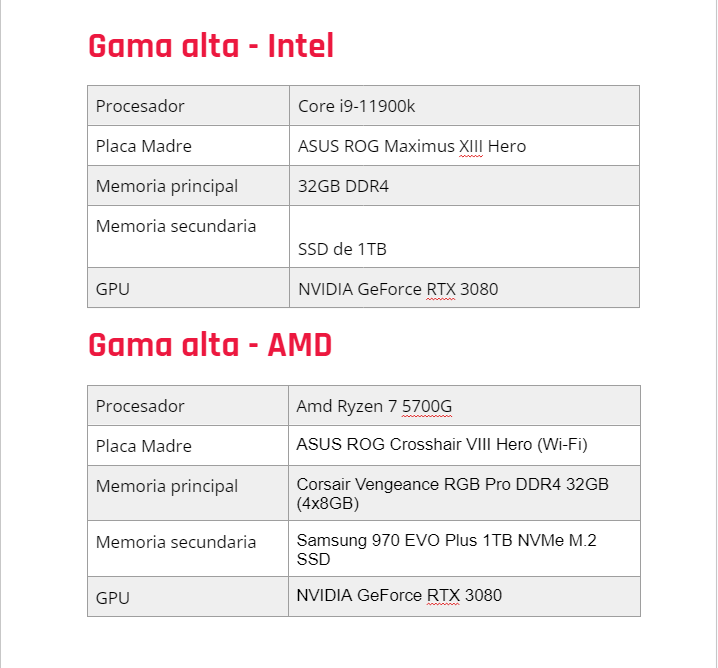 Gama alta - Intel
Procesador
Core i9-11900k
Placa Madre
ASUS ROG Maximus XIII Hero
Memoria principal
32GB DDR4
Memoria secundaria
SSD de 1TB
GPU
NVIDIA GeForce RTX 3080
Gama alta - AMD
Procesador
Amd Ryzen 7 5700G
Placa Madre
ASUS ROG Crosshair VIII Hero (Wi-Fi)
Memoria principal
Corsair Vengeance RGB Pro DDR4 32GB
(4x8GB)
Memoria secundaria
Samsung 970 EVO Plus 1TB NVMe M.2
SSD
GPU
NVIDIA GeForce RTX 3080